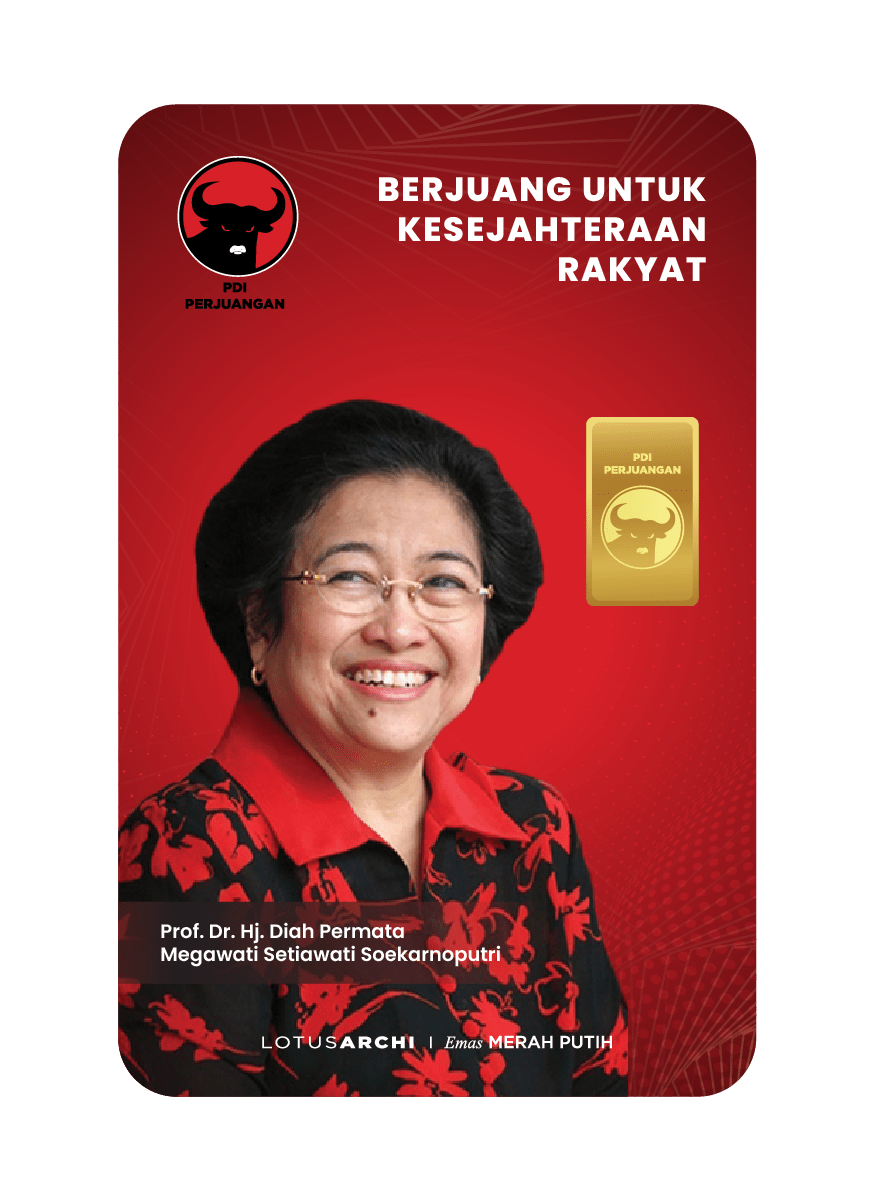 BERJUANG UNTUK
KESEJAHTERAAN
RAKYAT
PDI
PERJUANGAN
PDI
PERJUANGAN
Prof. Dr. Hj. Diah Permata
Megawati Setiawati Soekarnoputri
LOTUSARCHI | Emas MERAH PUTIH